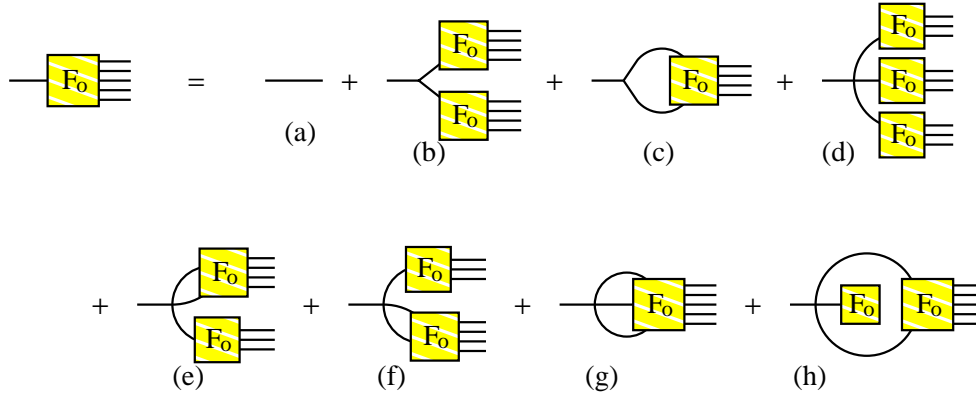 Fo = + Fo Fo + Fo + Fo Fo Fo
(a) (b) (c) (d)
+ Fo Fo + Fo Fo + Fo + Fo Fo
(e) (f) (g) (h)